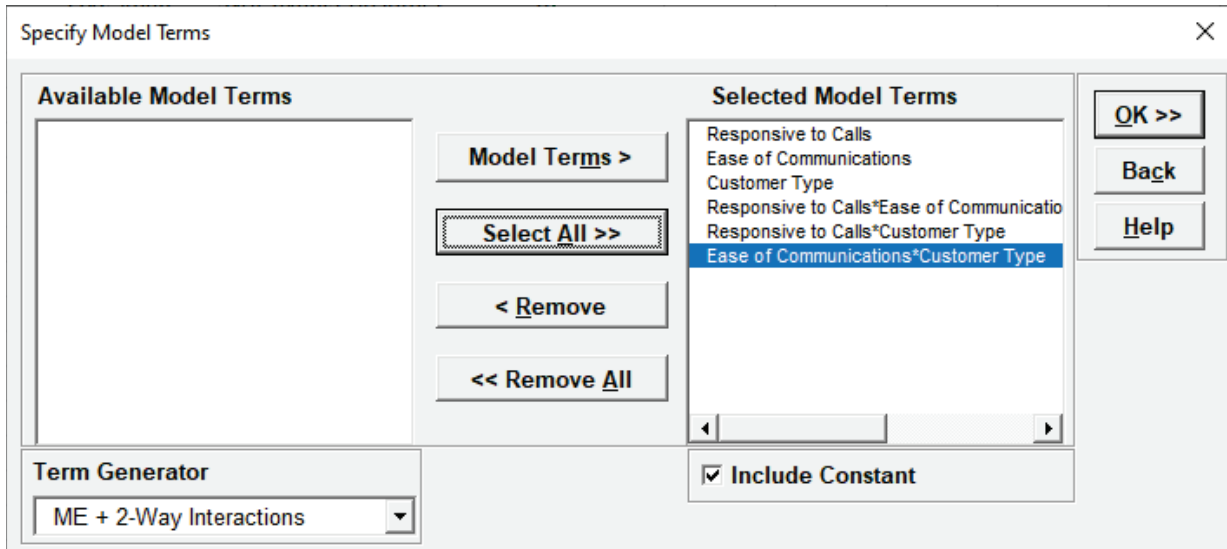 Specify Model Terms
Available Model Terms
Selected Model Terms
Model Terms >
Select All >>
< Remove
<< Remove All
Responsive to Calls
Ease of Communications
Customer Type
Responsive to Calls*Ease of Communicatio
Responsive to Calls*Customer Type
Ease of Communications*Customer Type
OK >>
Back
Help
Term Generator
ME + 2-Way Interactions
Include Constant